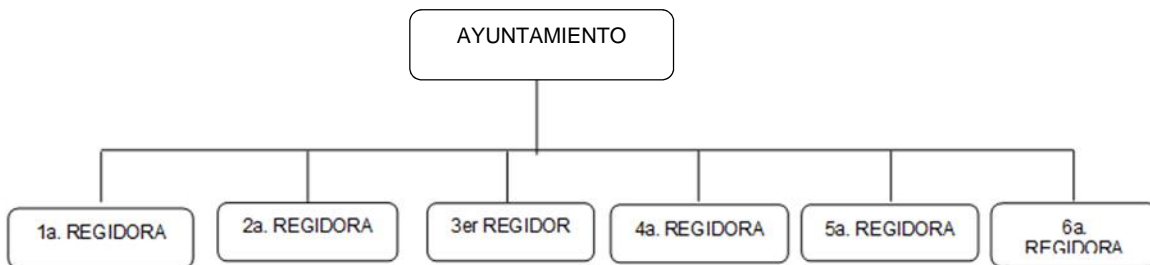 AYUNTAMIENTO
1a. REGIDORA
2a. REGIDORA
3er REGIDOR
4a. REGIDORA
5a. REGIDORA
6a.
REGIDORA